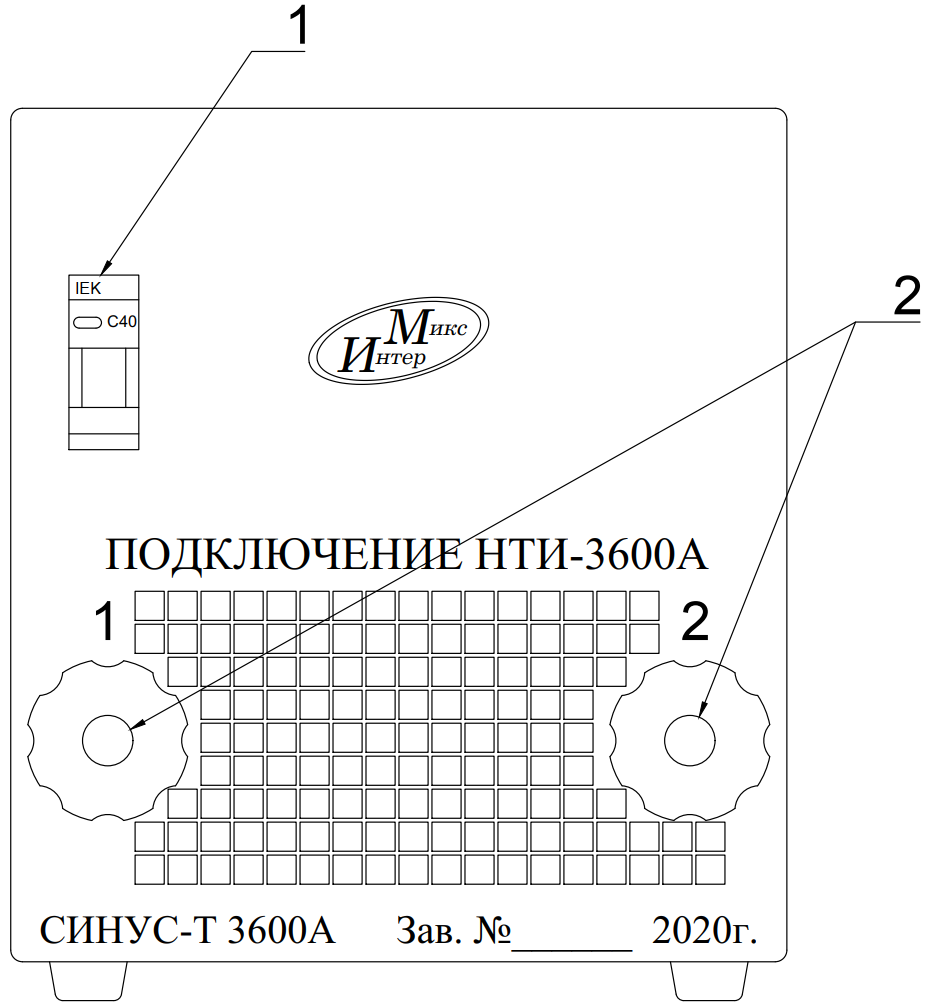 1
IEK
C40
2
Микс
Интер
ПОДКЛЮЧЕНИЕ НТИ-3600А
1
2
СИНУС-Т 3600А Зав. №______ 2020г.